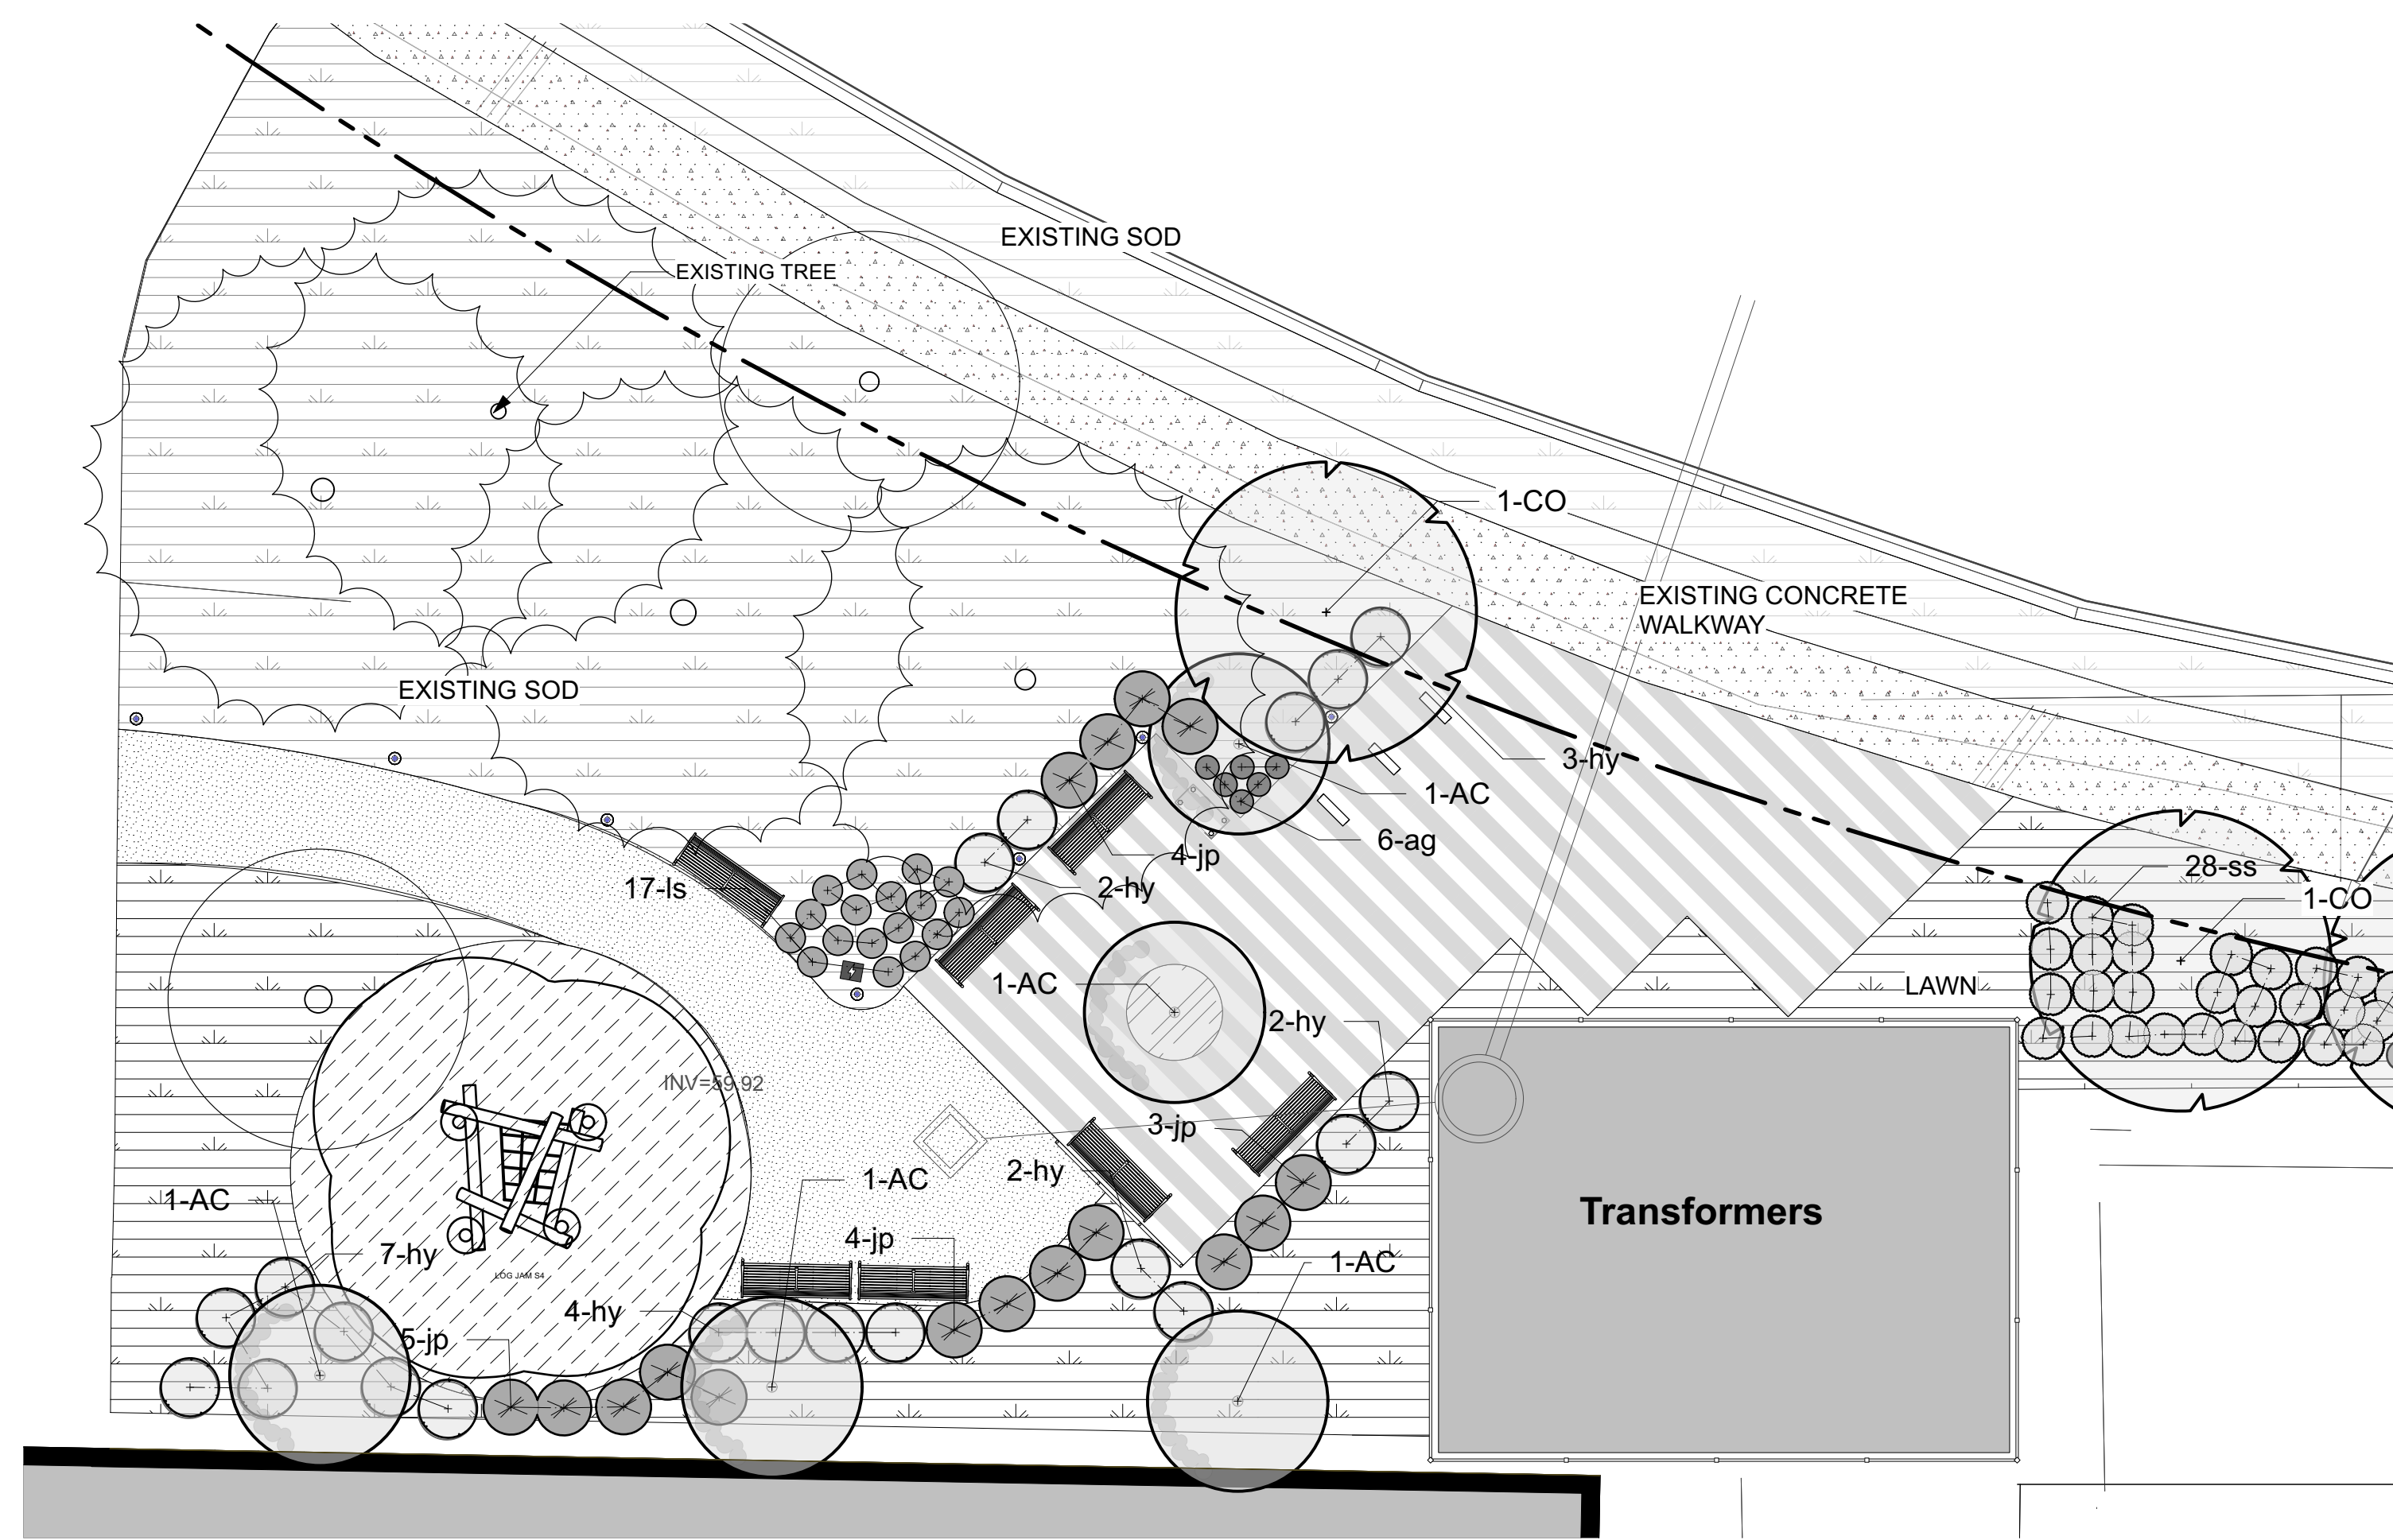 EXISTING SOD
EXISTING TREE
1-CO
EXISTING CONCRETE
WALKWAY
EXISTING SOD
3-hy
1-AC
6-ag
4-jp
28-ss
17-ls
2-hy
1-CO
1-AC
LAWN
2-hy
INV=59.92
3-jp
2-hy
1-AC
1-AC
Transformers
4-jp
7-hy
1-AC
LOG JAM S4
4-hy
5-jp